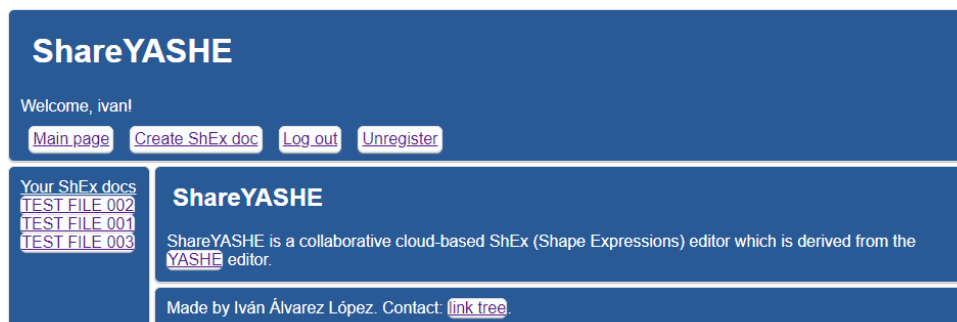 ShareYASHE
Welcome, ivan!
Main page Create ShEx doc Log out Unregister
Your ShEx docs
TEST FILE 002
TEST FILE 001
TEST FILE 003
ShareYASHE
ShareYASHE is a collaborative cloud-based ShEx (Shape Expressions) editor which is derived from the
YASHE editor.
Made by Iván Álvarez López. Contact: link tree.